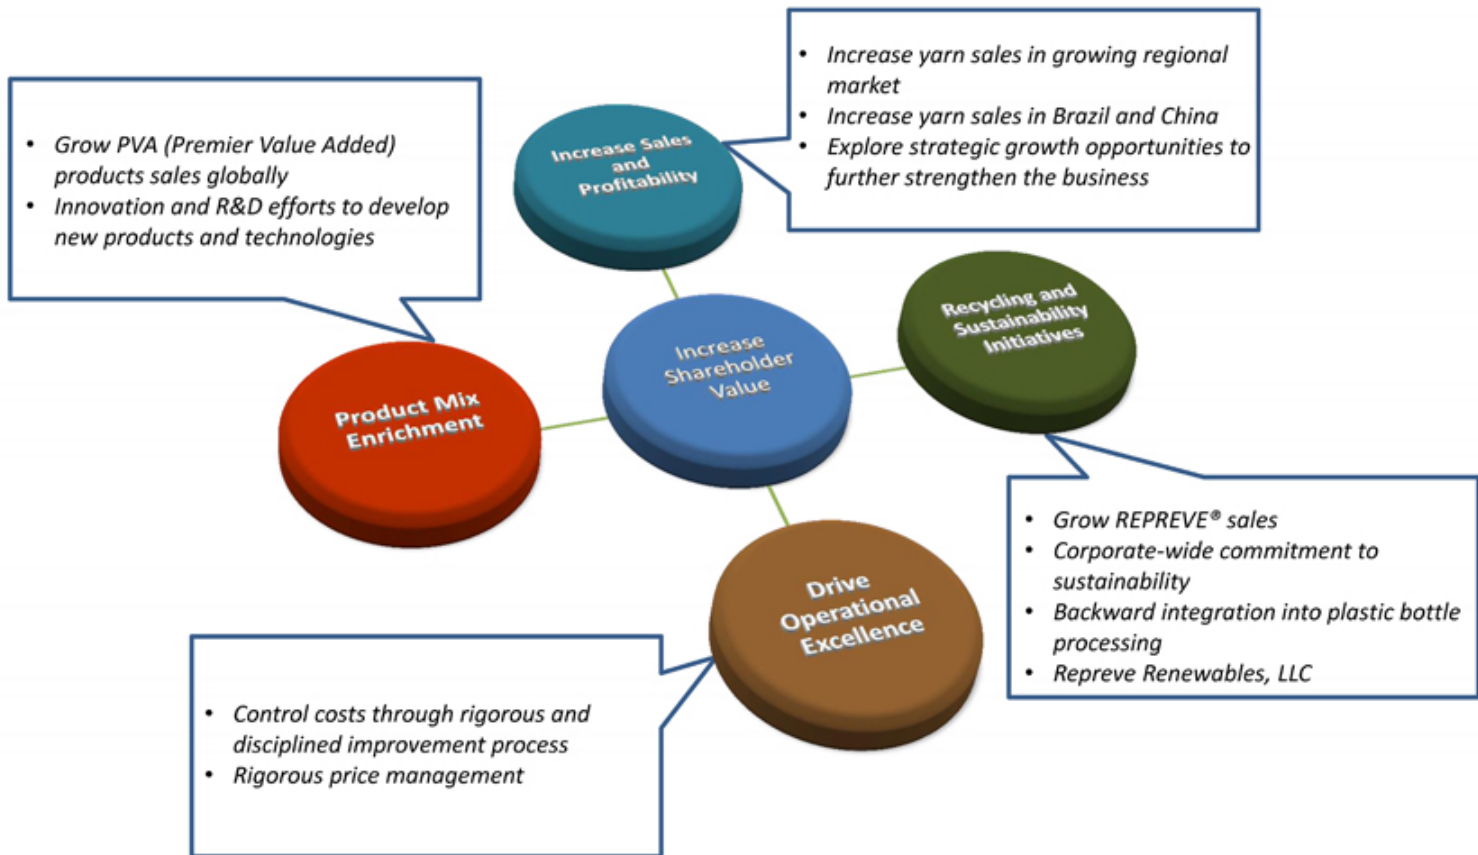 • Increase yarn sales in growing regional
market
• Increase yarn sales in Brazil and China
• Explore strategic growth opportunities to
further strengthen the business
• Grow PVA (Premier Value Added)
products sales globally
• Innovation and R&D efforts to develop
new products and technologies
Increase Sales
and
Profitability
Recycling and
Sustainability
Initiatives
Increase
Shareholder
Value
Product Mix
Enrichment
Drive
Operational
Excellence
• Grow REPREVE® sales
• Corporate-wide commitment to
sustainability
• Backward integration into plastic bottle
processing
• Repreve Renewables, LLC
• Control costs through rigorous and
disciplined improvement process
• Rigorous price management